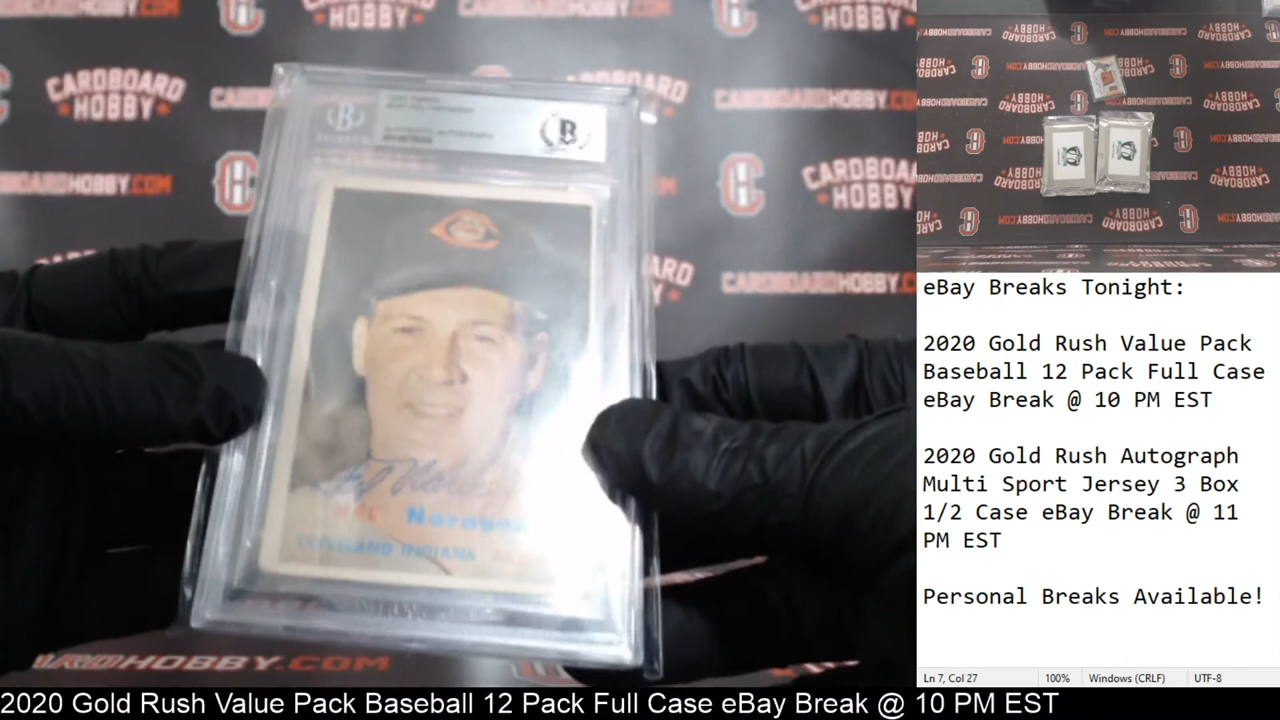 CARDBOARD
HOBBY
CARDBOARDHOBBY.COM
HAL
CLEVELAND INDIANS
eBay Breaks Tonight:
2020 Gold Rush Value Pack
Baseball 12 Pack Full Case
eBay Break @ 10 PM EST
2020 Gold Rush Autograph
Multi Sport Jersey 3 Box
1/2 Case eBay Break @ 11
PM EST
Personal Breaks Available!
Ln 7, Col 27 100% Windows (CRLF) UTF-8
2020 Gold Rush Value Pack Baseball 12 Pack Full Case eBay Break @ 10 PM EST